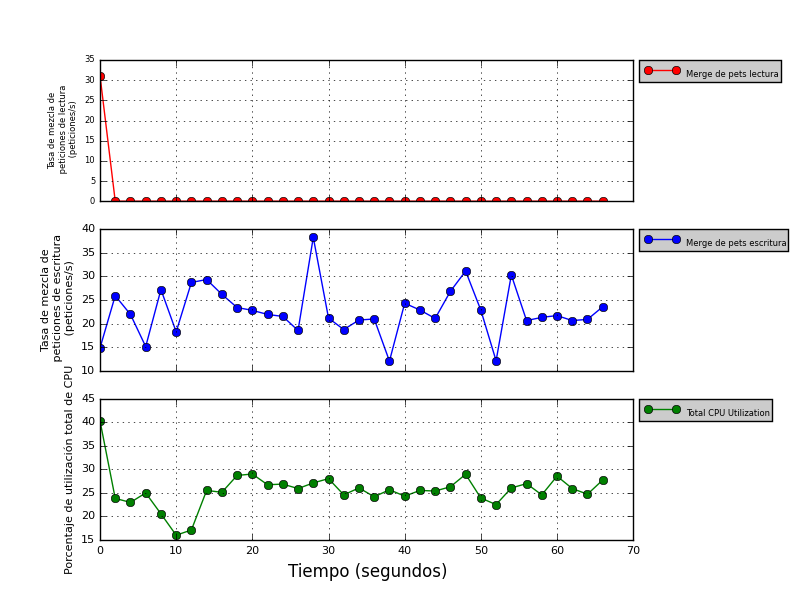 Tasa de mezcla de
peticiones de lectura
(peticiones/s)
35
30
25
20
15
10
5
0
Merge de pets lectura
Tasa de mezcla de
peticiones de escritura
(peticiones/s)
40
35
30
25
20
15
10
Merge de pets escritura
Porcentaje de utilización total de CPU
45
40
35
30
25
20
15
Total CPU Utilization
0 10 20 30 40 50 60 70
Tiempo (segundos)